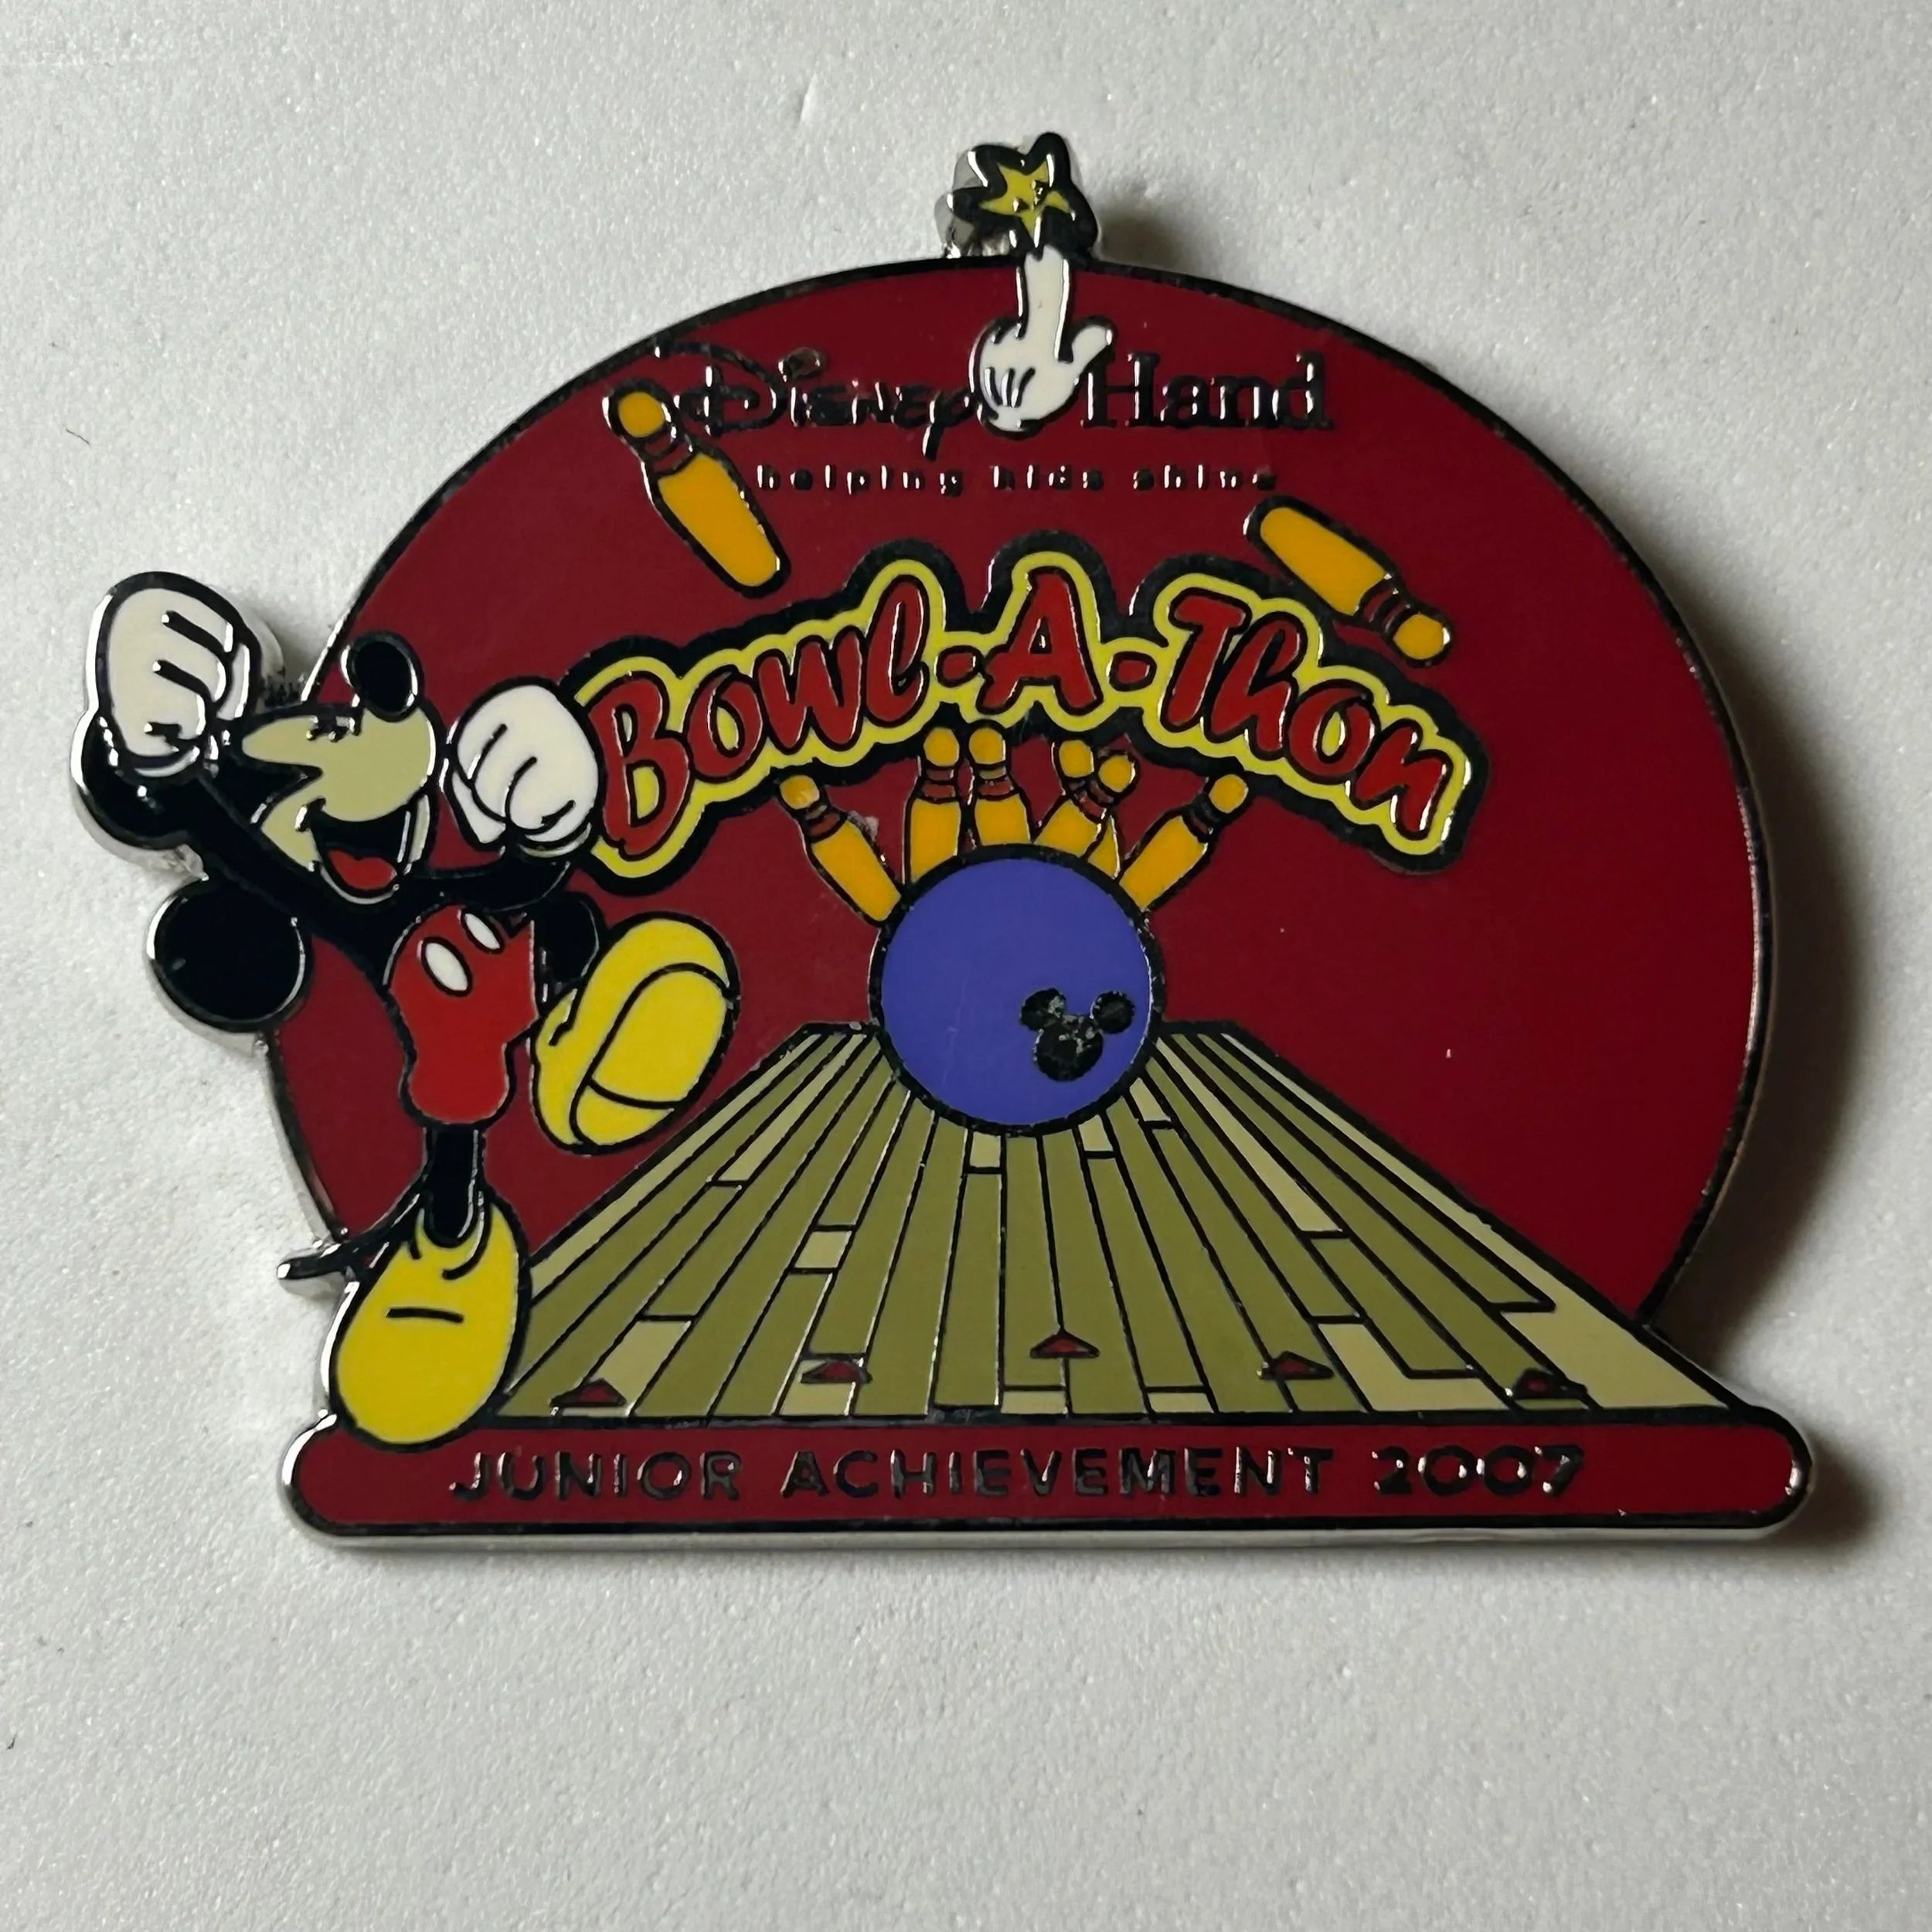 Disney Hand
helping kids shine
Bowl-A-Thon
JUNIOR ACHIEVEMENT 2007